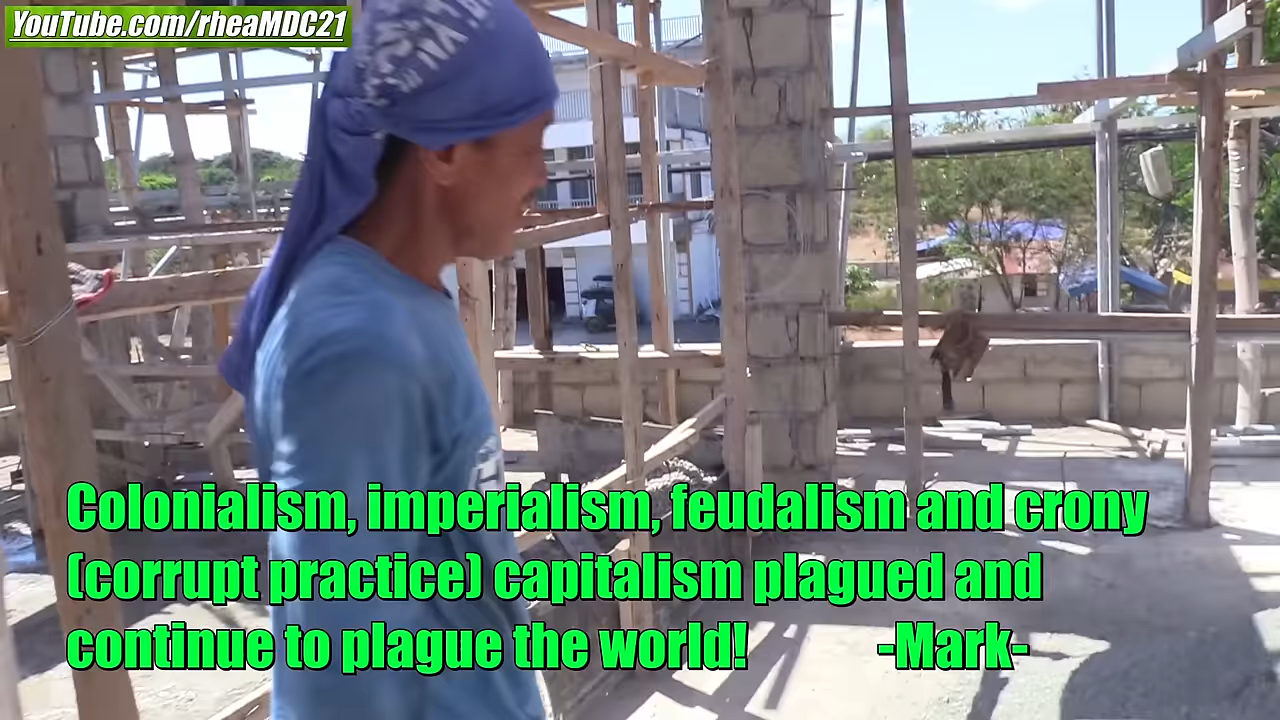 YouTube.com/rheaMDC21
Colonialism, imperialism, feudalism and crony
(corrupt practice) capitalism plagued and
continue to plague the world! -Mark-